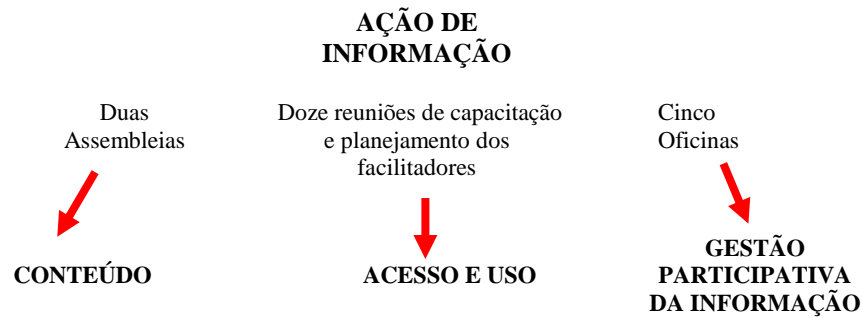 AÇÃO DE
INFORMAÇÃO
Duas
Assembleias
Doze reuniões de capacitação
e planejamento dos
facilitadores
Cinco
Oficinas
CONTEÚDO
ACESSO E USO
GESTÃO
PARTICIPATIVA
DA INFORMAÇÃO